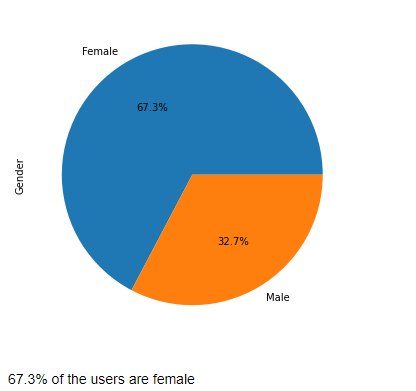 Female
67.3%
Gender
32.7%
Male
67.3% of the users are female